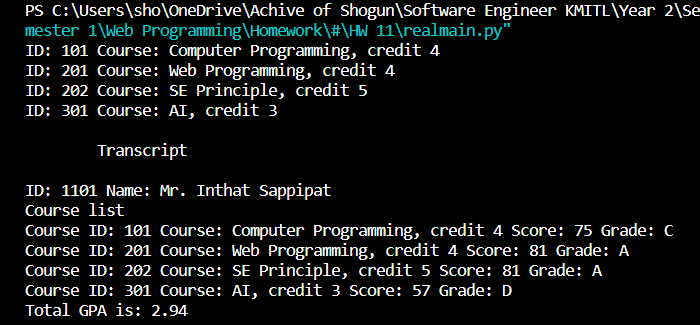 PS C:\Users\sho\OneDrive\Achive of Shogun\Software Engineer KMITL\Year 2\Se
mester 1\Web Programming\Homework\#\HW 11\realmain.py"
ID: 101 Course: Computer Programming, credit 4
ID: 201 Course: Web Programming, credit 4
ID: 202 Course: SE Principle, credit 5
ID: 301 Course: AI, credit 3
Transcript
ID: 1101 Name: Mr. Inthat Sappipat
Course list
Course ID: 101 Course: Computer Programming, credit 4 Score: 75 Grade: C
Course ID: 201 Course: Web Programming, credit 4 Score: 81 Grade: A
Course ID: 202 Course: SE Principle, credit 5 Score: 81 Grade: A
Course ID: 301 Course: AI, credit 3 Score: 57 Grade: D
Total GPA is: 2.94